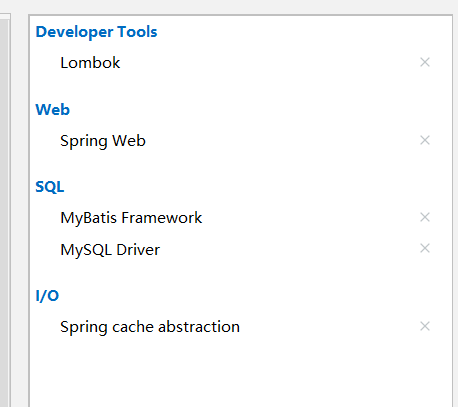 Developer Tools
Lombok
Web
Spring Web
SQL
MyBatis Framework
MySQL Driver
I/O
Spring cache abstraction